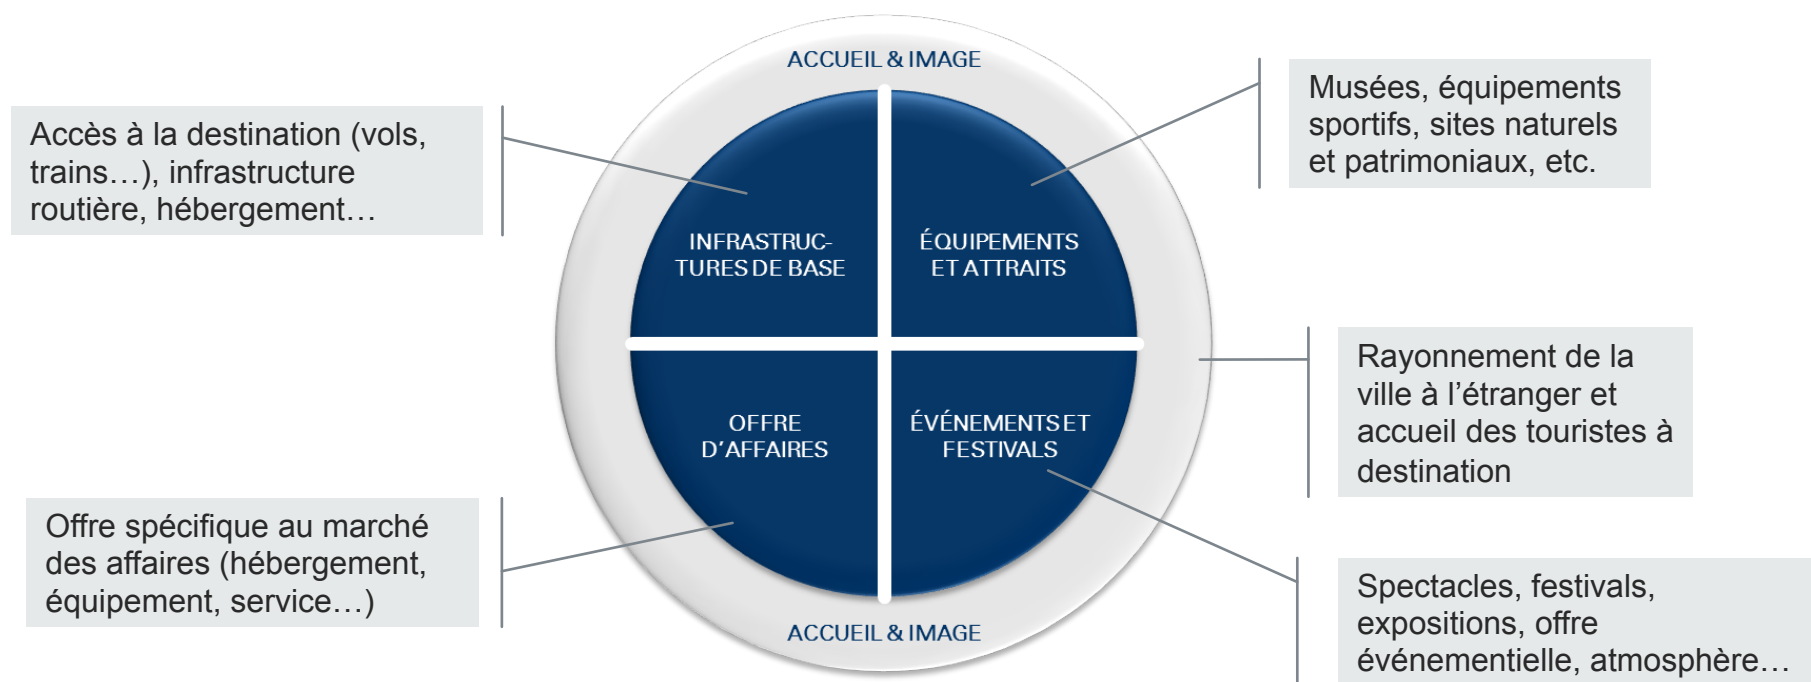 ACCUEIL & IMAGE
Accès à la destination (vols,
trains…), infrastructure
routière, hébergement…
Musées, équipements
sportifs, sites naturels
et patrimoniaux, etc.
INFRASTRUC-
TURES DE BASE
ÉQUIPEMENTS
ET ATTRAITS
Rayonnement de la
ville à l’étranger et
accueil des touristes à
destination
OFFRE
D’AFFAIRES
ÉVÉNEMENTS ET
FESTIVALS
Offre spécifique au marché
des affaires (hébergement,
équipement, service…)
Spectacles, festivals,
expositions, offre
événementielle, atmosphère…
ACCUEIL & IMAGE